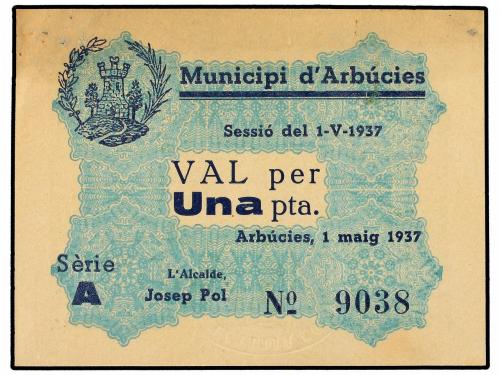 Municipi d'Arbúcies
Sessió del 1-V-1937
VAL per
Una pta.
Arbúcies, 1 maig 1937
Sèrie
A
L'Alcalde,
Josep Pol
Nº 9038